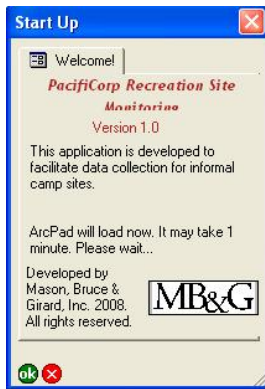 Start Up
Welcome!
PacifiCorp Recreation Site
Monitoring
Version 1.0
This application is developed to
facilitate data collection for informal
camp sites.
ArcPad will load now. It may take 1
minute. Please wait...
Developed by
Mason, Bruce &
Girard, Inc. 2008.
All rights reserved.
MB&G
ok